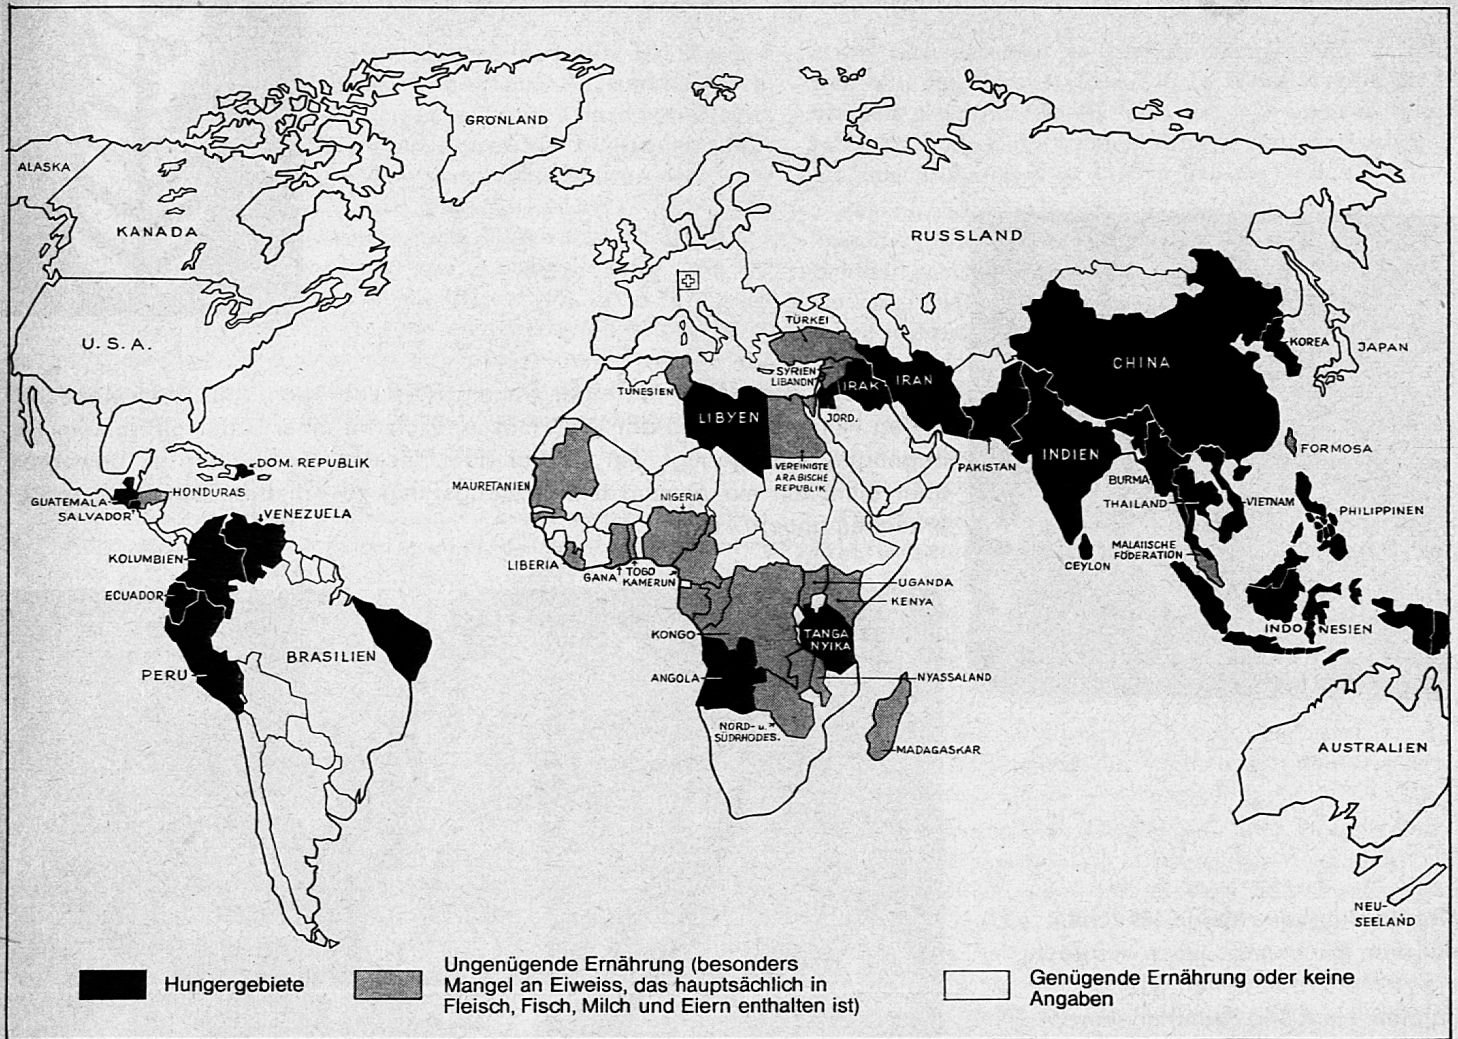 GRÖNLAND
ALASKA
KANADA
RUSSLAND
U.S.A.
TÜRKEI
KOREA
JAPAN
CHINA
SYRIEN
LIBANON
IRAK
IRAN
TUNESIEN
LIBYEN
JORD.
FORMOSA
INDIEN
PAKISTAN
DOM. REPUBLIK
VEREINIGTE
ARABISCHE
REPUBLIK
BURMA
MAURETANIEN
HONDURAS
GUATEMALA
SALVADOR
NIGERIA
THAILAND
VIETNAM
PHILIPPINEN
VENEZUELA
KOLUMBIEN
MALAIISCHE
FÖDERATION
LIBERIA
GANA
TOGO
KAMERUN
CEYLON
UGANDA
ECUADOR
KENYA
KONGO
TANGA
NYIKA
INDO NESIEN
BRASILIEN
PERU
ANGOLA
NYASSALAND
NORD- u.
SÜDRHODES.
MADAGASKAR
AUSTRALIEN
NEU-
SEELAND
Hungergebiete
Ungenügende Ernährung (besonders
Mangel an Eiweiss, das hauptsächlich in
Fleisch, Fisch, Milch und Eiern enthalten ist)
Genügende Ernährung oder keine
Angaben